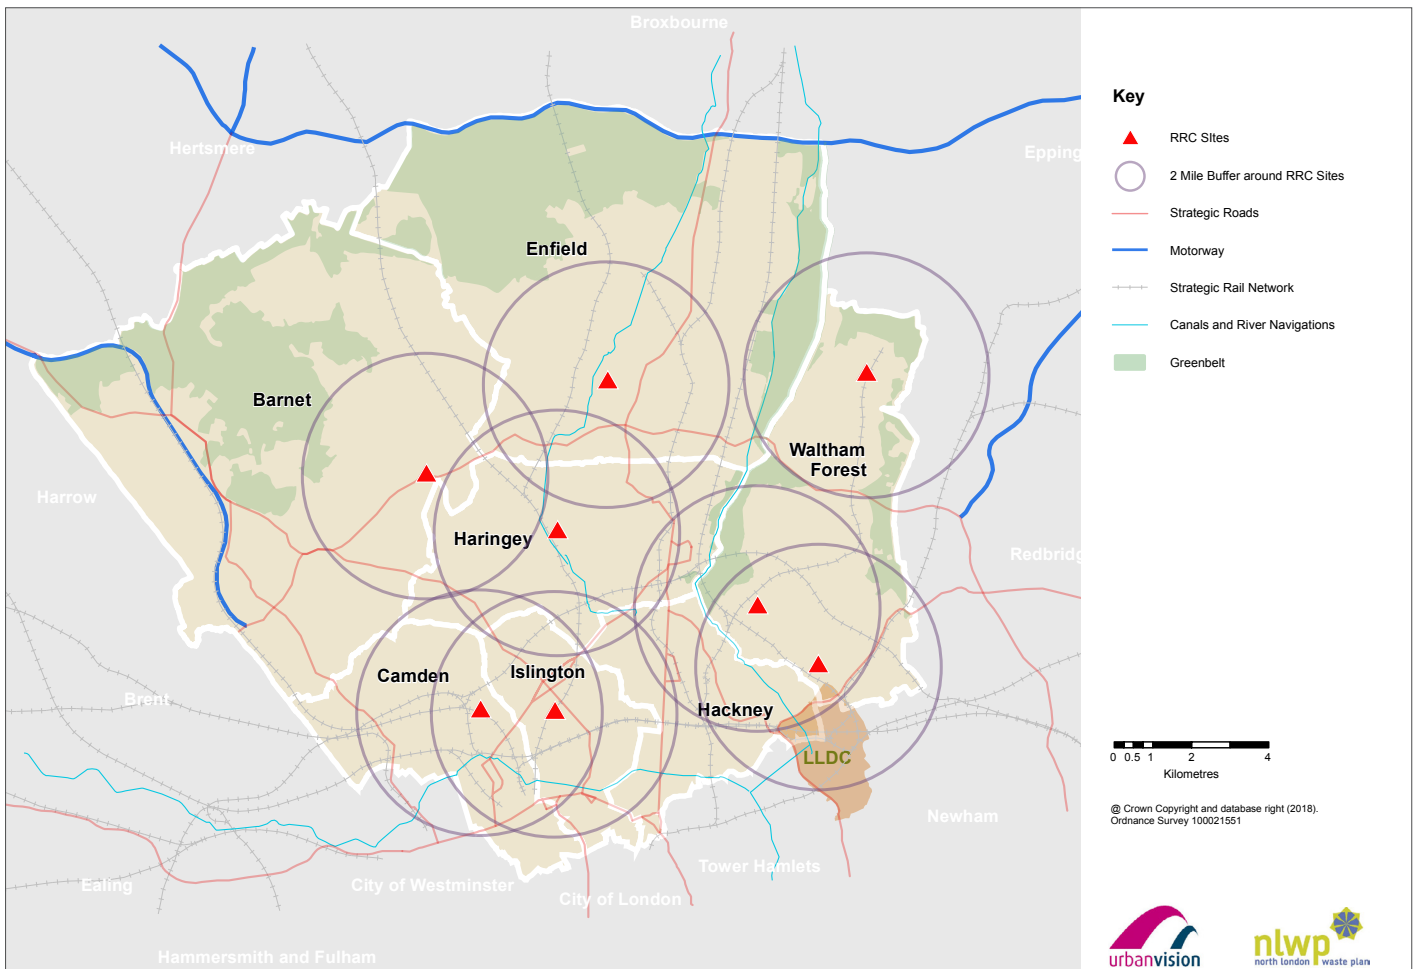 Broxbourne
Hertsmere
Epping
Enfield
Barnet
Waltham
Forest
Harrow
Haringey
Redbridg
Camden
Islington
Brent
Hackney
LLDC
Newham
Tower Hamlets
Ealing
City of Westminster
City of London
Hammersmith and Fulham
Key
RRC SItes
2 Mile Buffer around RRC Sites
Strategic Roads
Motorway
Strategic Rail Network
Canals and River Navigations
Greenbelt
0 0.5 1 2 4
Kilometres
@ Crown Copyright and database right (2018).
Ordnance Survey 100021551
urbanvision
nlwp
north london waste plan